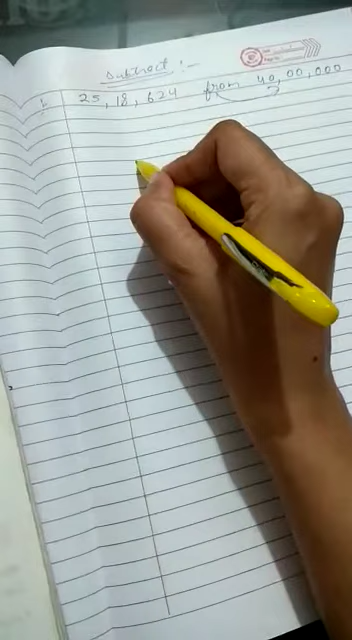 Subtract :-
1. 25, 18, 624 from 40,00,000